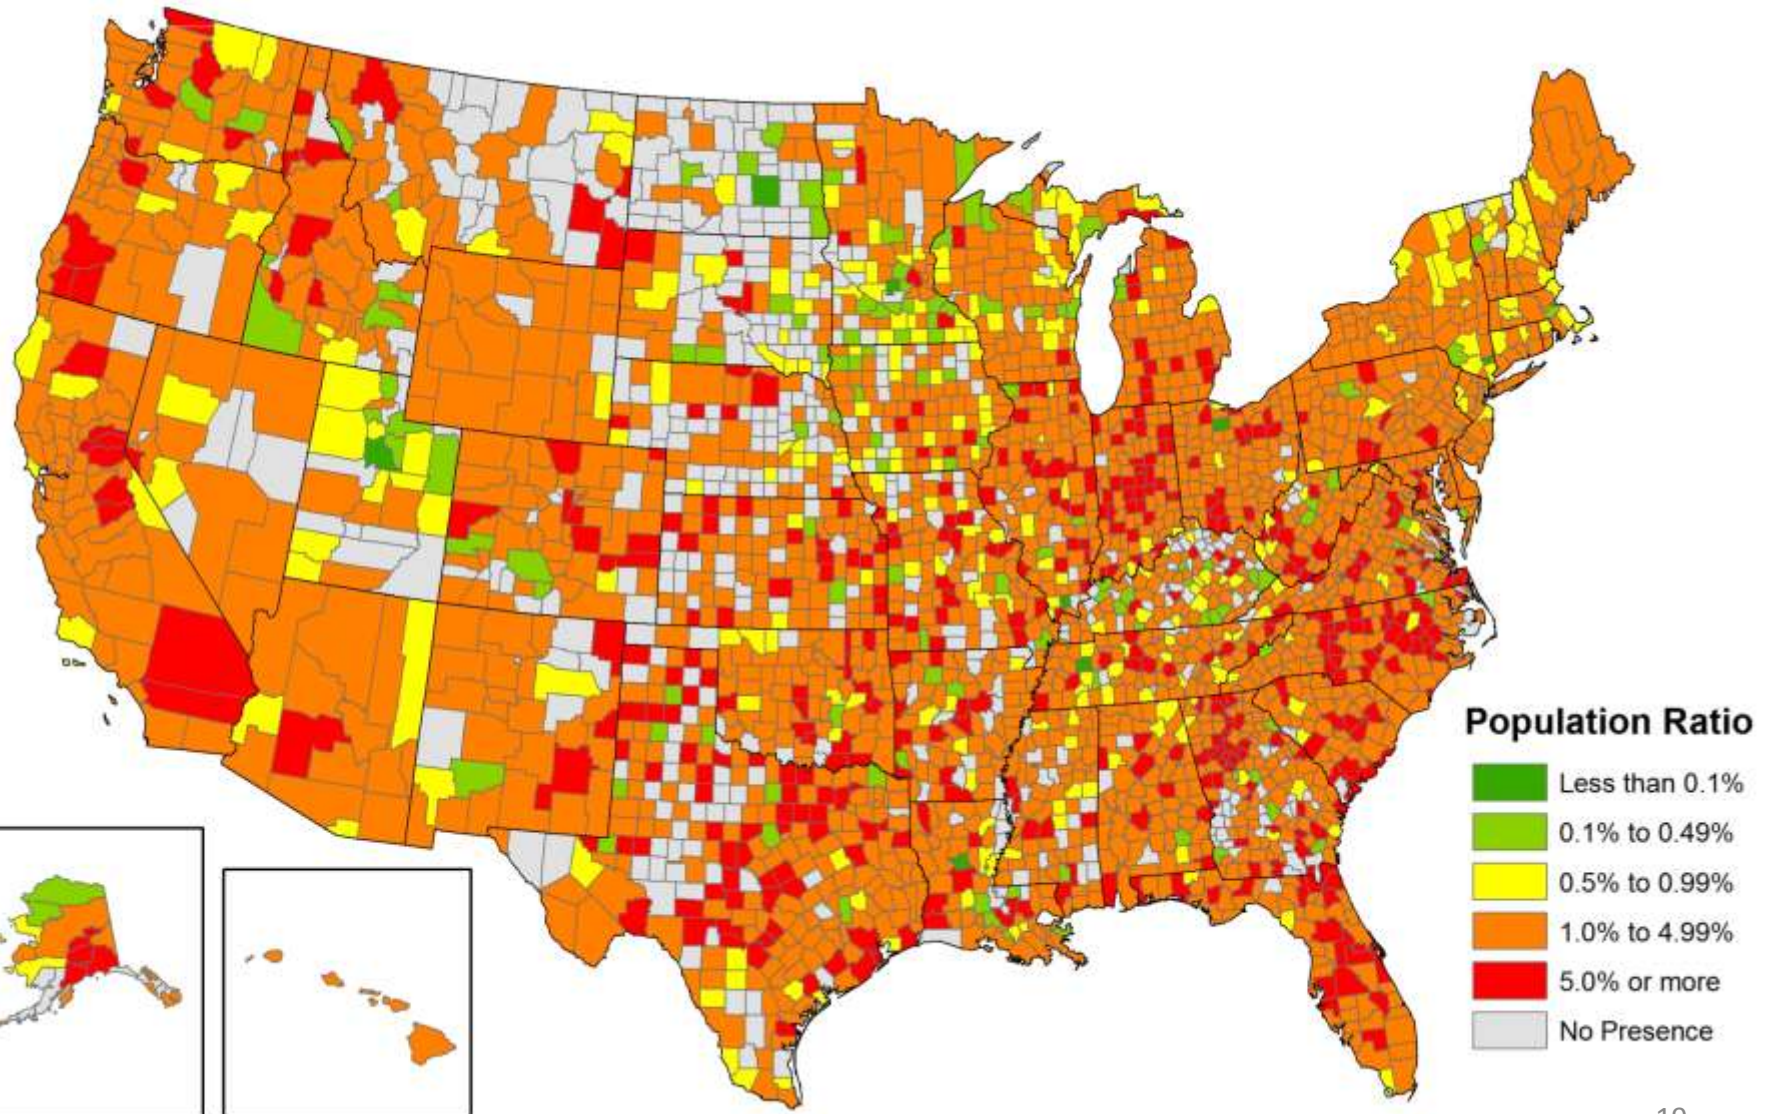 Population Ratio
Less than 0.1%
0.1% to 0.49%
0.5% to 0.99%
1.0% to 4.99%
5.0% or more
No Presence